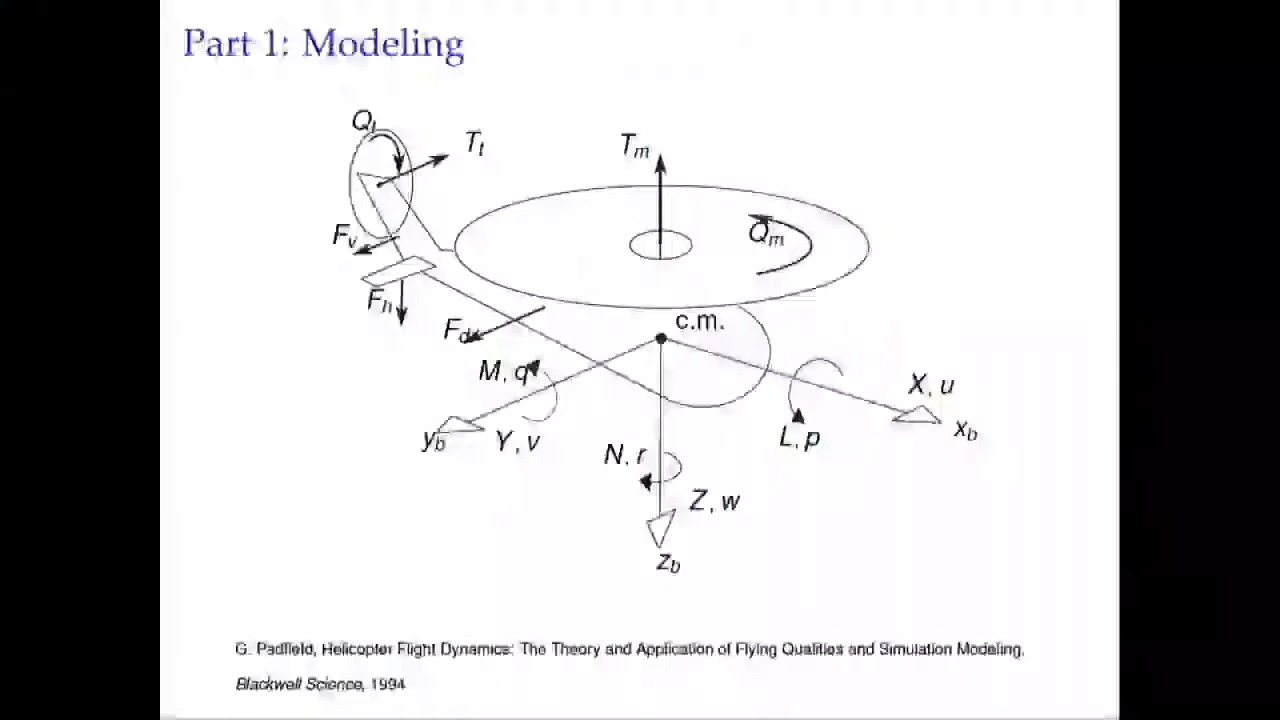 Part 1: Modeling
Qt
Tt
Tm
Fv
Qm
Fh
c.m.
M, q
X, u
yb
Y, v
L, p
xb
N, r
Z, w
zb
G. Padfield, Helicopter Flight Dynamics: The Theory and Application of Flying Qualities and Simulation Modeling.
Blackwell Science, 1994